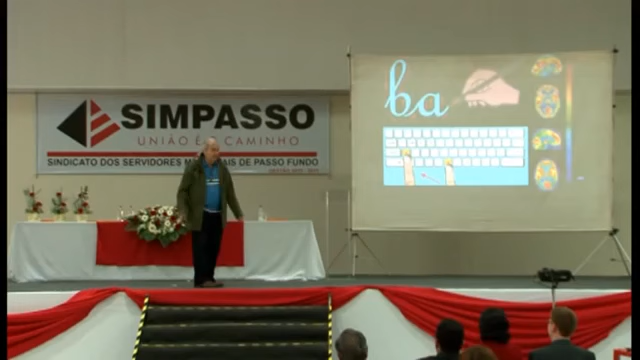 SIMPASSO
UNIÃO É O CAMINHO
SINDICATO DOS SERVIDORES MUNICIPAIS DE PASSO FUNDO
ba